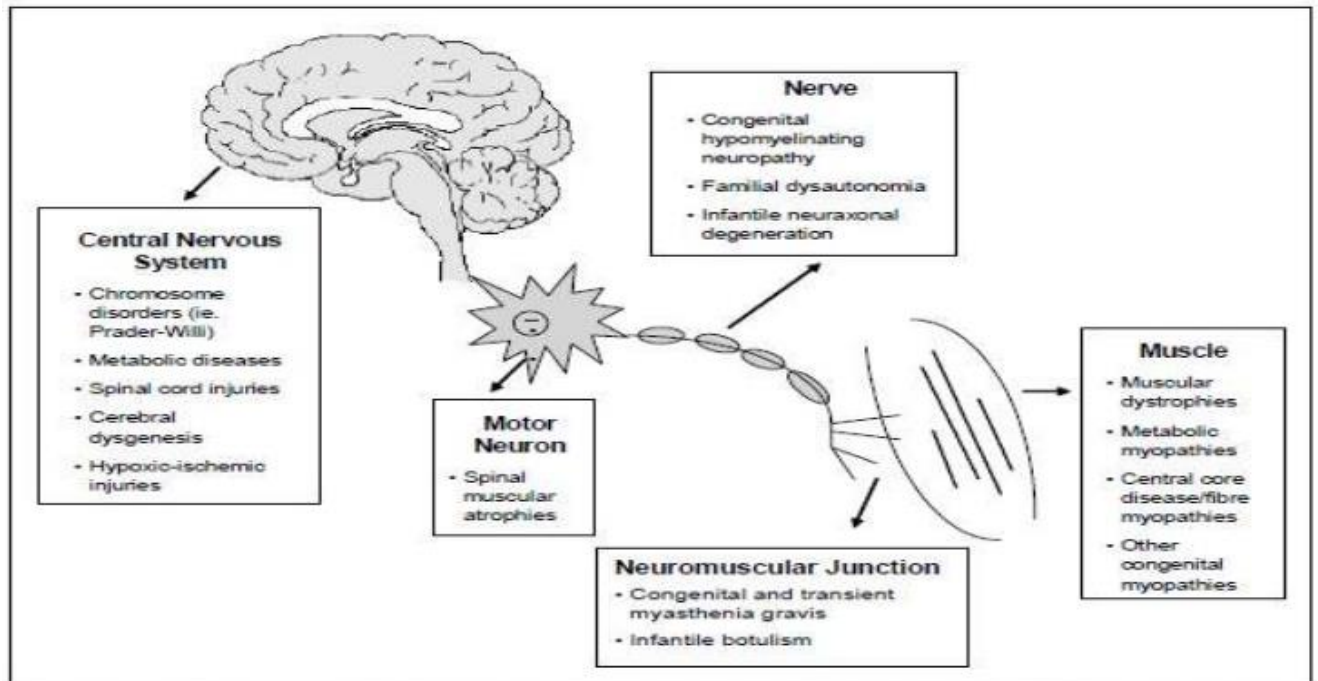 Nerve
- Congenital
hypomyelinating
neuropathy
- Familial dysautonomia
- Infantile neuraxonal
degeneration
Central Nervous
System
- Chromosome
disorders (ie.
Prader-Willi)
- Metabolic diseases
- Spinal cord injuries
- Cerebral
dysgenesis
- Hypoxic-ischemic
injuries
Motor
Neuron
- Spinal
muscular
atrophies
Neuromuscular Junction
- Congenital and transient
myasthenia gravis
- Infantile botulism
Muscle
- Muscular
dystrophies
- Metabolic
myopathies
- Central core
disease/fibre
myopathies
- Other
congenital
myopathies